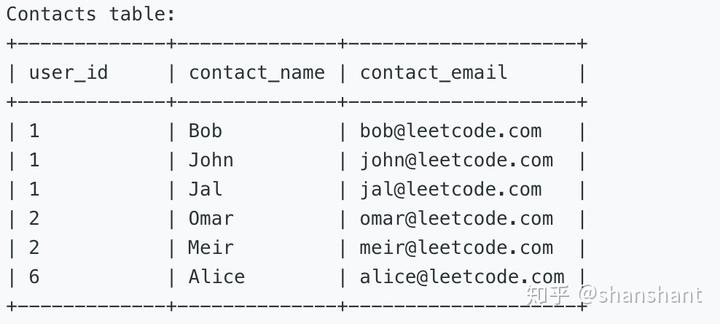 Contacts table:
+-------------+--------------+--------------------+
| user_id     | contact_name | contact_email      |
+-------------+--------------+--------------------+
| 1           | Bob          | bob@leetcode.com   |
| 1           | John         | john@leetcode.com  |
| 1           | Jal          | jal@leetcode.com   |
| 2           | Omar         | omar@leetcode.com  |
| 2           | Meir         | meir@leetcode.com  |
| 6           | Alice        | alice@leetcode.com |
+-------------+--------------+--------------------+
知乎 @shanshant